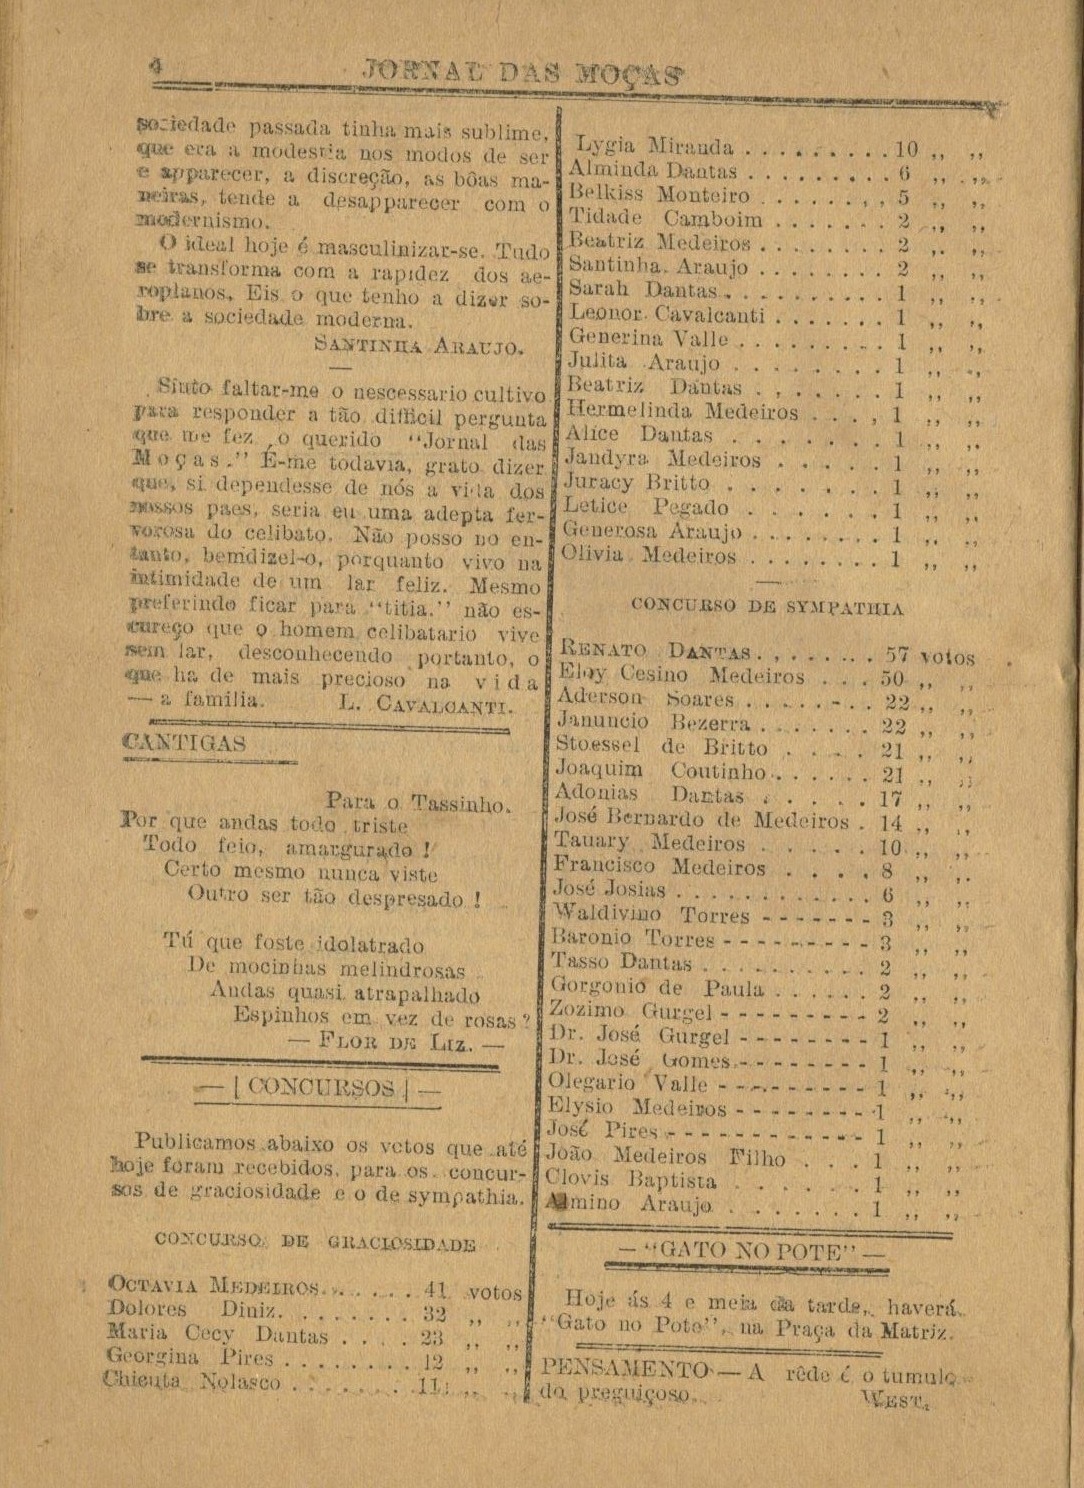 4 JORNAL DAS MOÇAS
sociedade passada tinha mais sublime,
que era a modestia nos modos de ser
e apparecer, a discreção, as bôas ma-
neiras, tende a desapparecer com o
modernismo.
O ideal hoje é masculinizar-se. Tudo
se transforma com a rapidez dos ae-
roplanos. Eis o que tenho a dizer so-
bre a sociedade moderna.
SANTINHA ARAUJO.
Sinto faltar-me o nescessario cultivo
para responder a tão difficil pergunta
que me fez o querido "Jornal das
Moças." É-me todavia, grato dizer
que, si dependesse de nós a vida dos
nossos paes, seria eu uma adepta fer-
vorosa do celibato. Não posso no en-
tanto, bemdizel-o, porquanto vivo na
intimidade de um lar feliz. Mesmo
preferindo ficar para "titia." não es-
cureço que o homem celibatario vive
sem lar, desconhecendo portanto, o
que ha de mais precioso na vida
— a familia. L. CAVALCANTI.
CANTIGAS
Para o Tassinho.
Por que andas todo triste
Todo feio, amargurado !
Certo mesmo nunca viste
Outro ser tão despresado !
Tú que foste idolatrado
De mocinhas melindrosas
Andas quasi atrapalhado
Espinhos em vez de rosas?
— FLOR DE LIZ. —
— [ CONCURSOS ] —
Publicamos abaixo os votos que até
hoje foram recebidos, para os concur-
sos de graciosidade e o de sympathia.
CONCURSO DE GRACIOSIDADE
OCTAVIA MEDEIROS. . . . . . 41 votos
Dolores Diniz. . . . . . . . 32 ,, ,,
Maria Cecy Dantas . . . . 23 ,, ,,
Georgina Pires . . . . . . . . 12 ,, ,,
Chicuta Nolasco . . . . . . . 11 ,, ,,
Lygia Miranda . . . . . . . . . 10 ,, ,,
Alminda Dantas . . . . . . . . . 6 ,, ,,
Belkiss Monteiro . . . . . . , , 5 ,, ,,
Tidade Camboim . . . . . . . 2 ,, ,,
Beatriz Medeiros . . . . . . . . 2 ,, ,,
Santinha Araujo . . . . . . . . 2 ,, ,,
Sarah Dantas . . . . . . . . . . 1 ,, ,,
Leonor Cavalcanti . . . . . . . 1 ,, ,,
Generina Valle . . . . . . . . . 1 ,, ,,
Julita Araujo . . . . . . . . 1 ,, ,,
Beatriz Dantas . . . . . . . 1 ,, ,,
Hermelinda Medeiros . . . , 1 ,, ,,
Alice Dantas . . . . . . . . 1 ,, ,,
Jandyra Medeiros . . . . . . 1 ,, ,,
Juracy Britto . . . . . . . . 1 ,, ,,
Letice Pegado . . . . . . . 1 ,, ,,
Generosa Araujo . . . . . . . . 1 ,, ,,
Olivia Medeiros . . . . . . . . 1 ,, ,,
CONCURSO DE SYMPATHIA
RENATO DANTAS . . . . . . . . 57 votos
Eloy Cesino Medeiros . . . 50 ,, ,,
Aderson Soares . . . . . . . 22 ,, ,,
Januncio Bezerra . . . . . . . 22 ,, ,,
Stoessel de Britto . . . . 21 ,, ,,
Joaquim Coutinho . . . . . . 21 ,, ,,
Adonias Dantas . . . . . . 17 ,, ,,
José Bernardo de Medeiros . 14 ,, ,,
Tauary Medeiros . . . . . . 10 ,, ,,
Francisco Medeiros . . . . 8 ,, ,,
José Josias . . . . . . . . . . . . 6 ,, ,,
Waldivino Torres - - - - - - - 3 ,, ,,
Baronio Torres - - - - - - - - - - 3 ,, ,,
Tasso Dantas . . . . . . . . . . 2 ,, ,,
Gorgonio de Paula . . . . . . 2 ,, ,,
Zozimo Gurgel - - - - - - - - - 2 ,, ,,
Dr. José Gurgel - - - - - - - - 1 ,, ,,
Dr. José Gomes - - - - - - - - - 1 ,, ,,
Olegario Valle - - - - - - - - - - 1 ,, ,,
Elysio Medeiros - - - - - - - - 1 ,, ,,
José Pires - - - - - - - - - - - - 1 ,, ,,
João Medeiros Filho . . . 1 ,, ,,
Clovis Baptista . . . . . . . 1 ,, ,,
Almino Araujo . . . . . . . . 1 ,, ,,
— "GATO NO POTE" —
Hoje ás 4 e meia da tarde, haverá
"Gato no Pote", na Praça da Matriz.
PENSAMENTO — A rêde é o tumulo
do preguiçoso.
WEST.